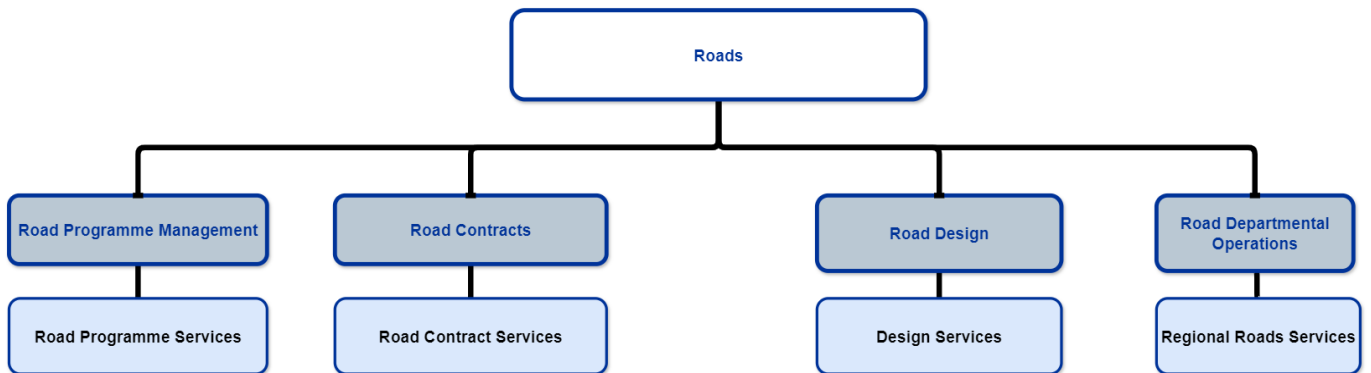 Roads
Road Programme Management
Road Contracts
Road Design
Road Departmental
Operations
Road Programme Services
Road Contract Services
Design Services
Regional Roads Services